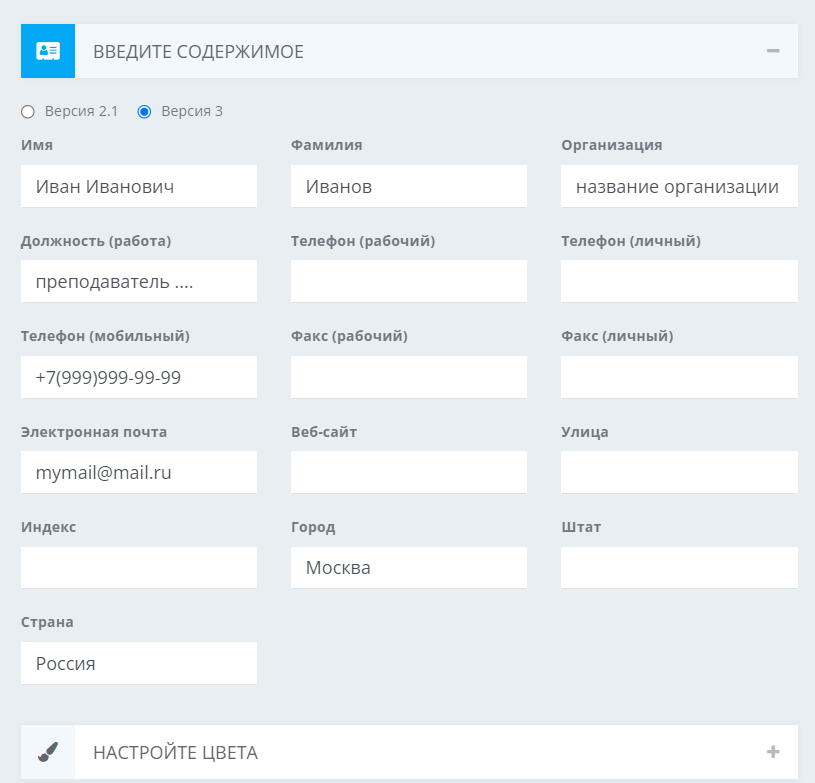 ВВЕДИТЕ СОДЕРЖИМОЕ
Версия 2.1 Версия 3
Имя Фамилия Организация
Иван Иванович Иванов название организации
Должность (работа) Телефон (рабочий) Телефон (личный)
преподаватель ....
Телефон (мобильный) Факс (рабочий) Факс (личный)
+7(999)999-99-99
Электронная почта Веб-сайт Улица
mymail@mail.ru
Индекс Город Штат
Москва
Страна
Россия
НАСТРОЙТЕ ЦВЕТА